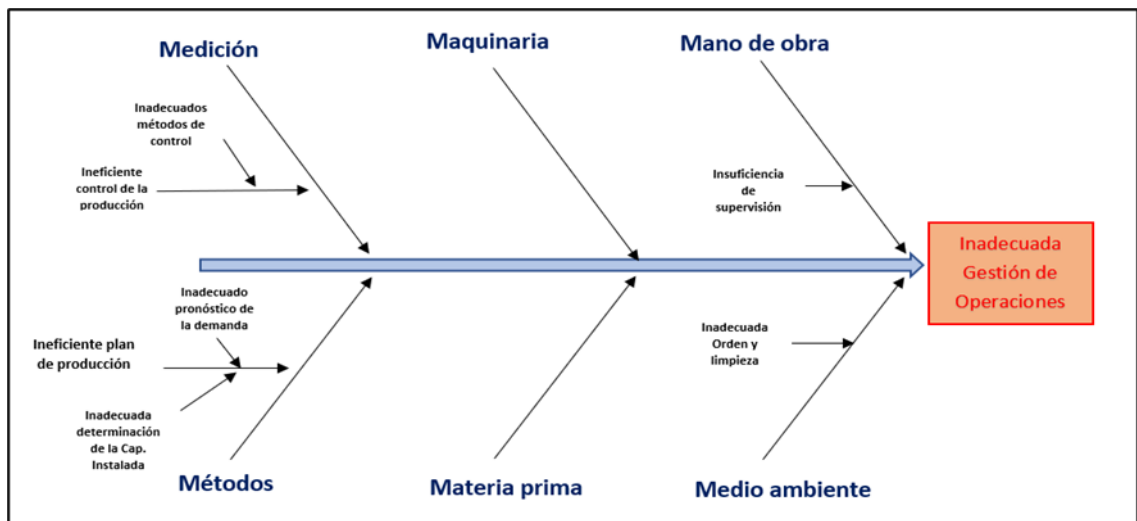 Medición
Maquinaria
Mano de obra
Inadecuados
métodos de
control
Ineficiente
control de la
producción
Insuficiencia
de
supervisión
Inadecuada
Gestión de
Operaciones
Inadecuado
pronóstico de
la demanda
Ineficiente plan
de producción
Inadecuada
determinación
de la Cap.
Instalada
Inadecuada
Orden y
limpieza
Métodos
Materia prima
Medio ambiente